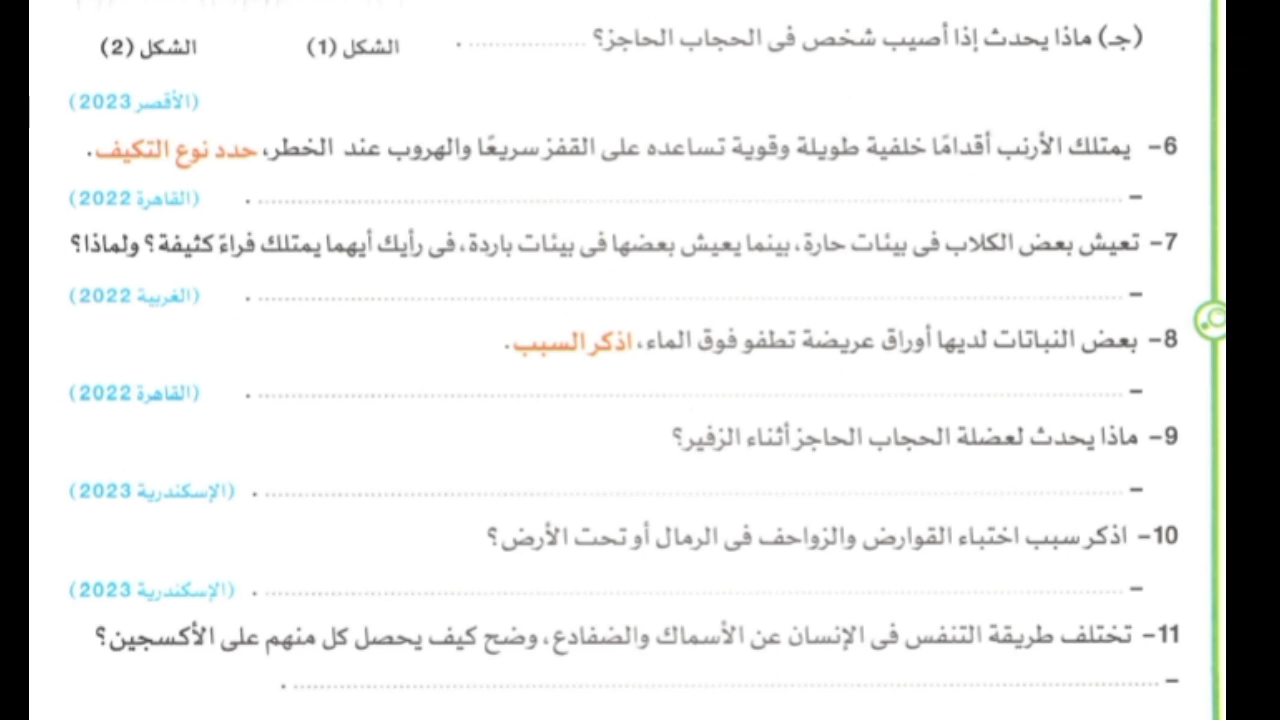 (جـ) ماذا يحدث إذا أصيب شخص فى الحجاب الحاجز؟ .................... . الشكل (1) الشكل (2)
(الأقصر 2023)
6- يمتلك الأرنب أقدامًا خلفية طويلة وقوية تساعده على القفز سريعًا والهروب عند الخطر، حدد نوع التكيف.
- .................... . (القاهرة 2022)
7- تعيش بعض الكلاب فى بيئات حارة، بينما يعيش بعضها فى بيئات باردة، فى رأيك أيهما يمتلك فراءً كثيفة؟ ولماذا؟
- .................... . (الغربية 2022)
8- بعض النباتات لديها أوراق عريضة تطفو فوق الماء، اذكر السبب.
- .................... . (القاهرة 2022)
9- ماذا يحدث لعضلة الحجاب الحاجز أثناء الزفير؟
- .................... . (الإسكندرية 2023)
10- اذكر سبب اختباء القوارض والزواحف فى الرمال أو تحت الأرض؟
- .................... . (الإسكندرية 2023)
11- تختلف طريقة التنفس فى الإنسان عن الأسماك والضفادع، وضح كيف يحصل كل منهم على الأكسجين؟
- .................... .